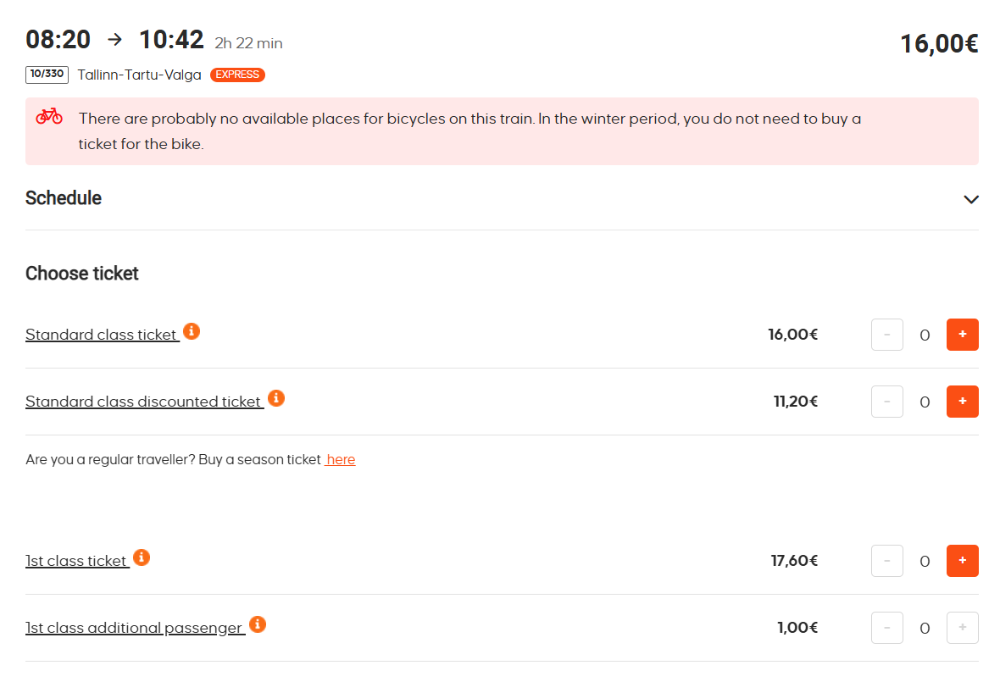 08:20 → 10:42 2h 22 min 16,00€
10/330 Tallinn-Tartu-Valga EXPRESS
There are probably no available places for bicycles on this train. In the winter period, you do not need to buy a
ticket for the bike.
Schedule
Choose ticket
Standard class ticket i 16,00€ - 0 +
Standard class discounted ticket i 11,20€ - 0 +
Are you a regular traveller? Buy a season ticket here
1st class ticket i 17,60€ - 0 +
1st class additional passenger i 1,00€ - 0 +